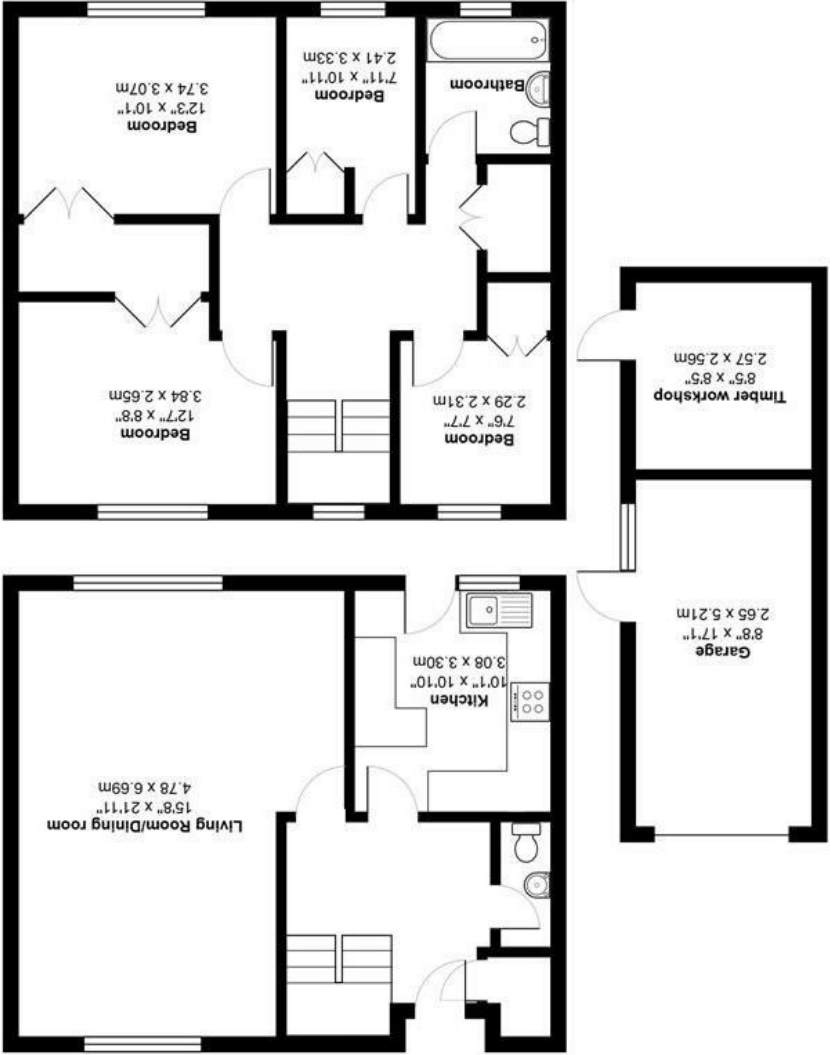 Living Room/Dining room
15'8" x 21'11"
4.78 x 6.69m
Kitchen
10'1" x 10'10"
3.08 x 3.30m
Garage
8'8" x 17'1"
2.65 x 5.21m
Timber workshop
8'5" x 8'5"
2.57 x 2.56m
Bedroom
7'6" x 7'7"
2.29 x 2.31m
Bedroom
12'7" x 8'8"
3.84 x 2.65m
Bathroom
Bedroom
7'11" x 10'11"
2.41 x 3.33m
Bedroom
12'3" x 10'1"
3.74 x 3.07m